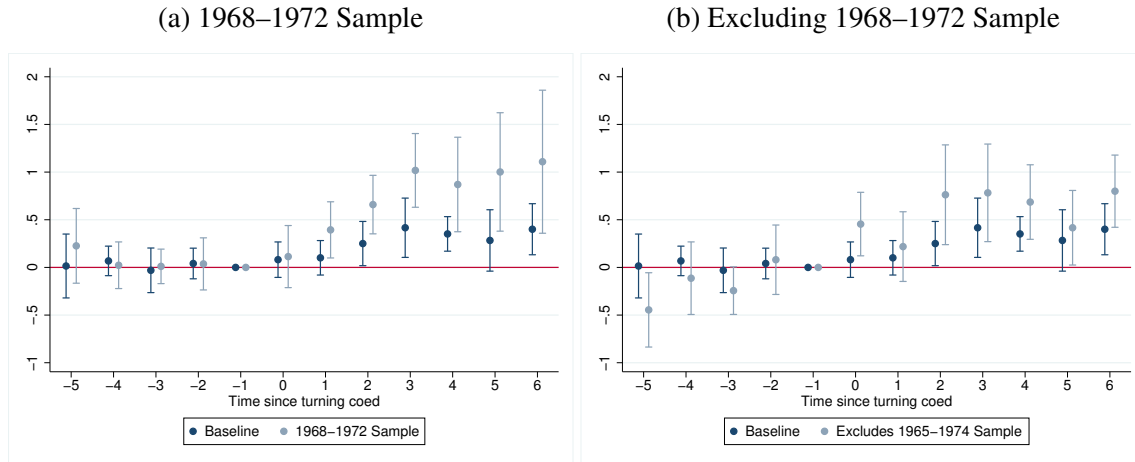 (a) 1968–1972 Sample
2
1.5
1
.5
0
-.5
-1
-5 -4 -3 -2 -1 0 1 2 3 4 5 6
Time since turning coed
Baseline 1968–1972 Sample
(b) Excluding 1968–1972 Sample
2
1.5
1
.5
0
-.5
-1
-5 -4 -3 -2 -1 0 1 2 3 4 5 6
Time since turning coed
Baseline Excludes 1965–1974 Sample